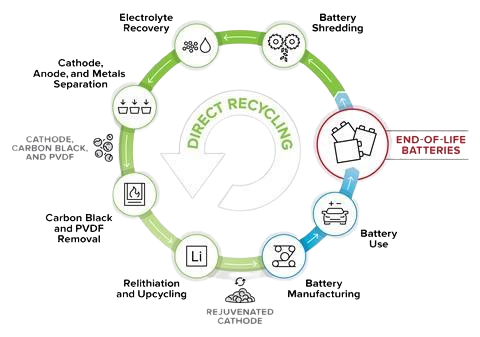 Electrolyte
Recovery
Battery
Shredding
Cathode,
Anode, and Metals
Separation
DIRECT RECYCLING
END-OF-LIFE
BATTERIES
CATHODE,
CARBON BLACK,
AND PVDF
Carbon Black
and PVDF
Removal
Battery
Use
Li
Relithiation
and Upcycling
Battery
Manufacturing
REJUVENATED
CATHODE